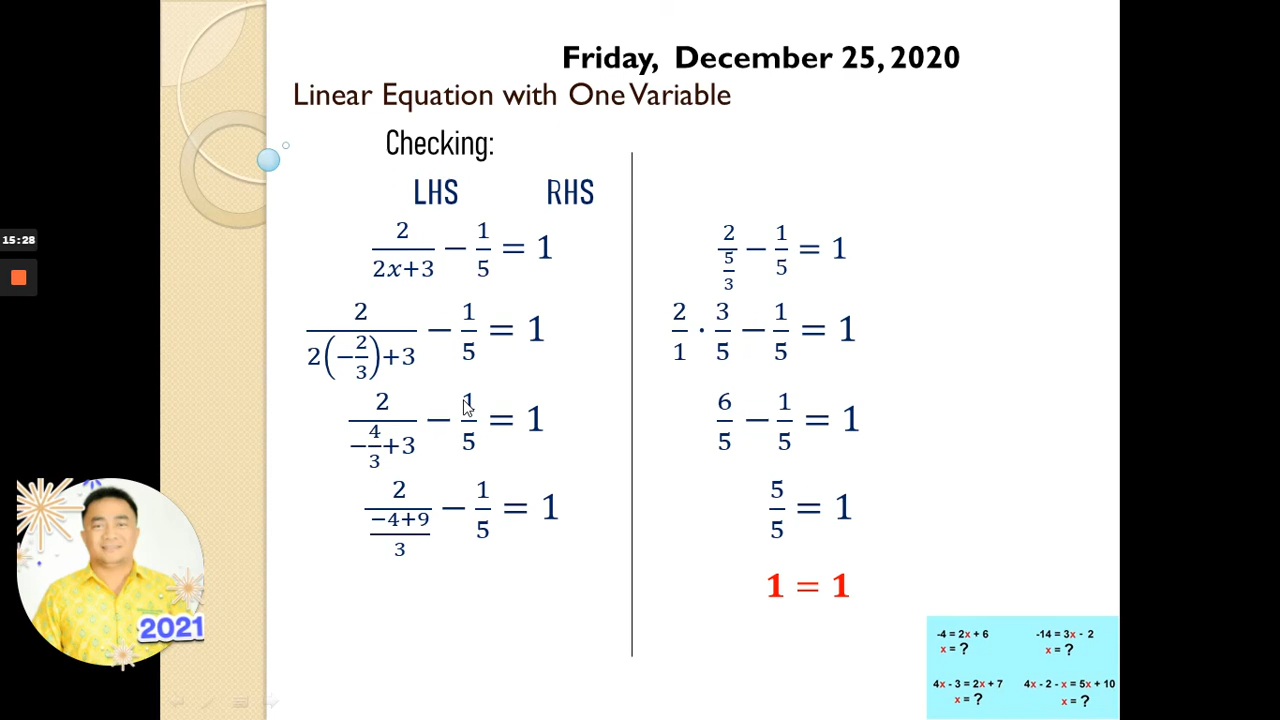 Friday, December 25, 2020
Linear Equation with One Variable
Checking:
LHS RHS
2/(2x+3) − 1/5 = 1
2/(2(−2/3)+3) − 1/5 = 1
2/(−4/3+3) − 1/5 = 1
2/((−4+9)/3) − 1/5 = 1
2/(5/3) − 1/5 = 1
2/1 · 3/5 − 1/5 = 1
6/5 − 1/5 = 1
5/5 = 1
1 = 1
15:28
2021
-4 = 2x + 6
x = ?
-14 = 3x - 2
x = ?
4x - 3 = 2x + 7
x = ?
4x - 2 - x = 5x + 10
x = ?